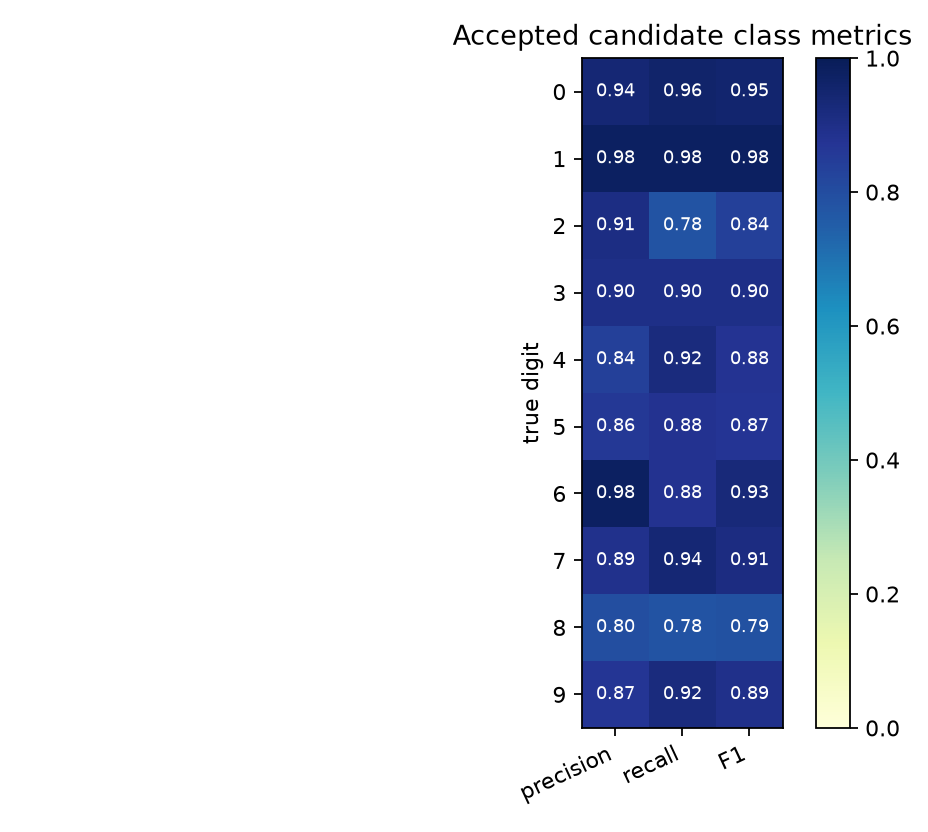 Accepted candidate class metrics
true digit
0 0.94 0.96 0.95
1 0.98 0.98 0.98
2 0.91 0.78 0.84
3 0.90 0.90 0.90
4 0.84 0.92 0.88
5 0.86 0.88 0.87
6 0.98 0.88 0.93
7 0.89 0.94 0.91
8 0.80 0.78 0.79
9 0.87 0.92 0.89
precision recall F1
1.0
0.8
0.6
0.4
0.2
0.0